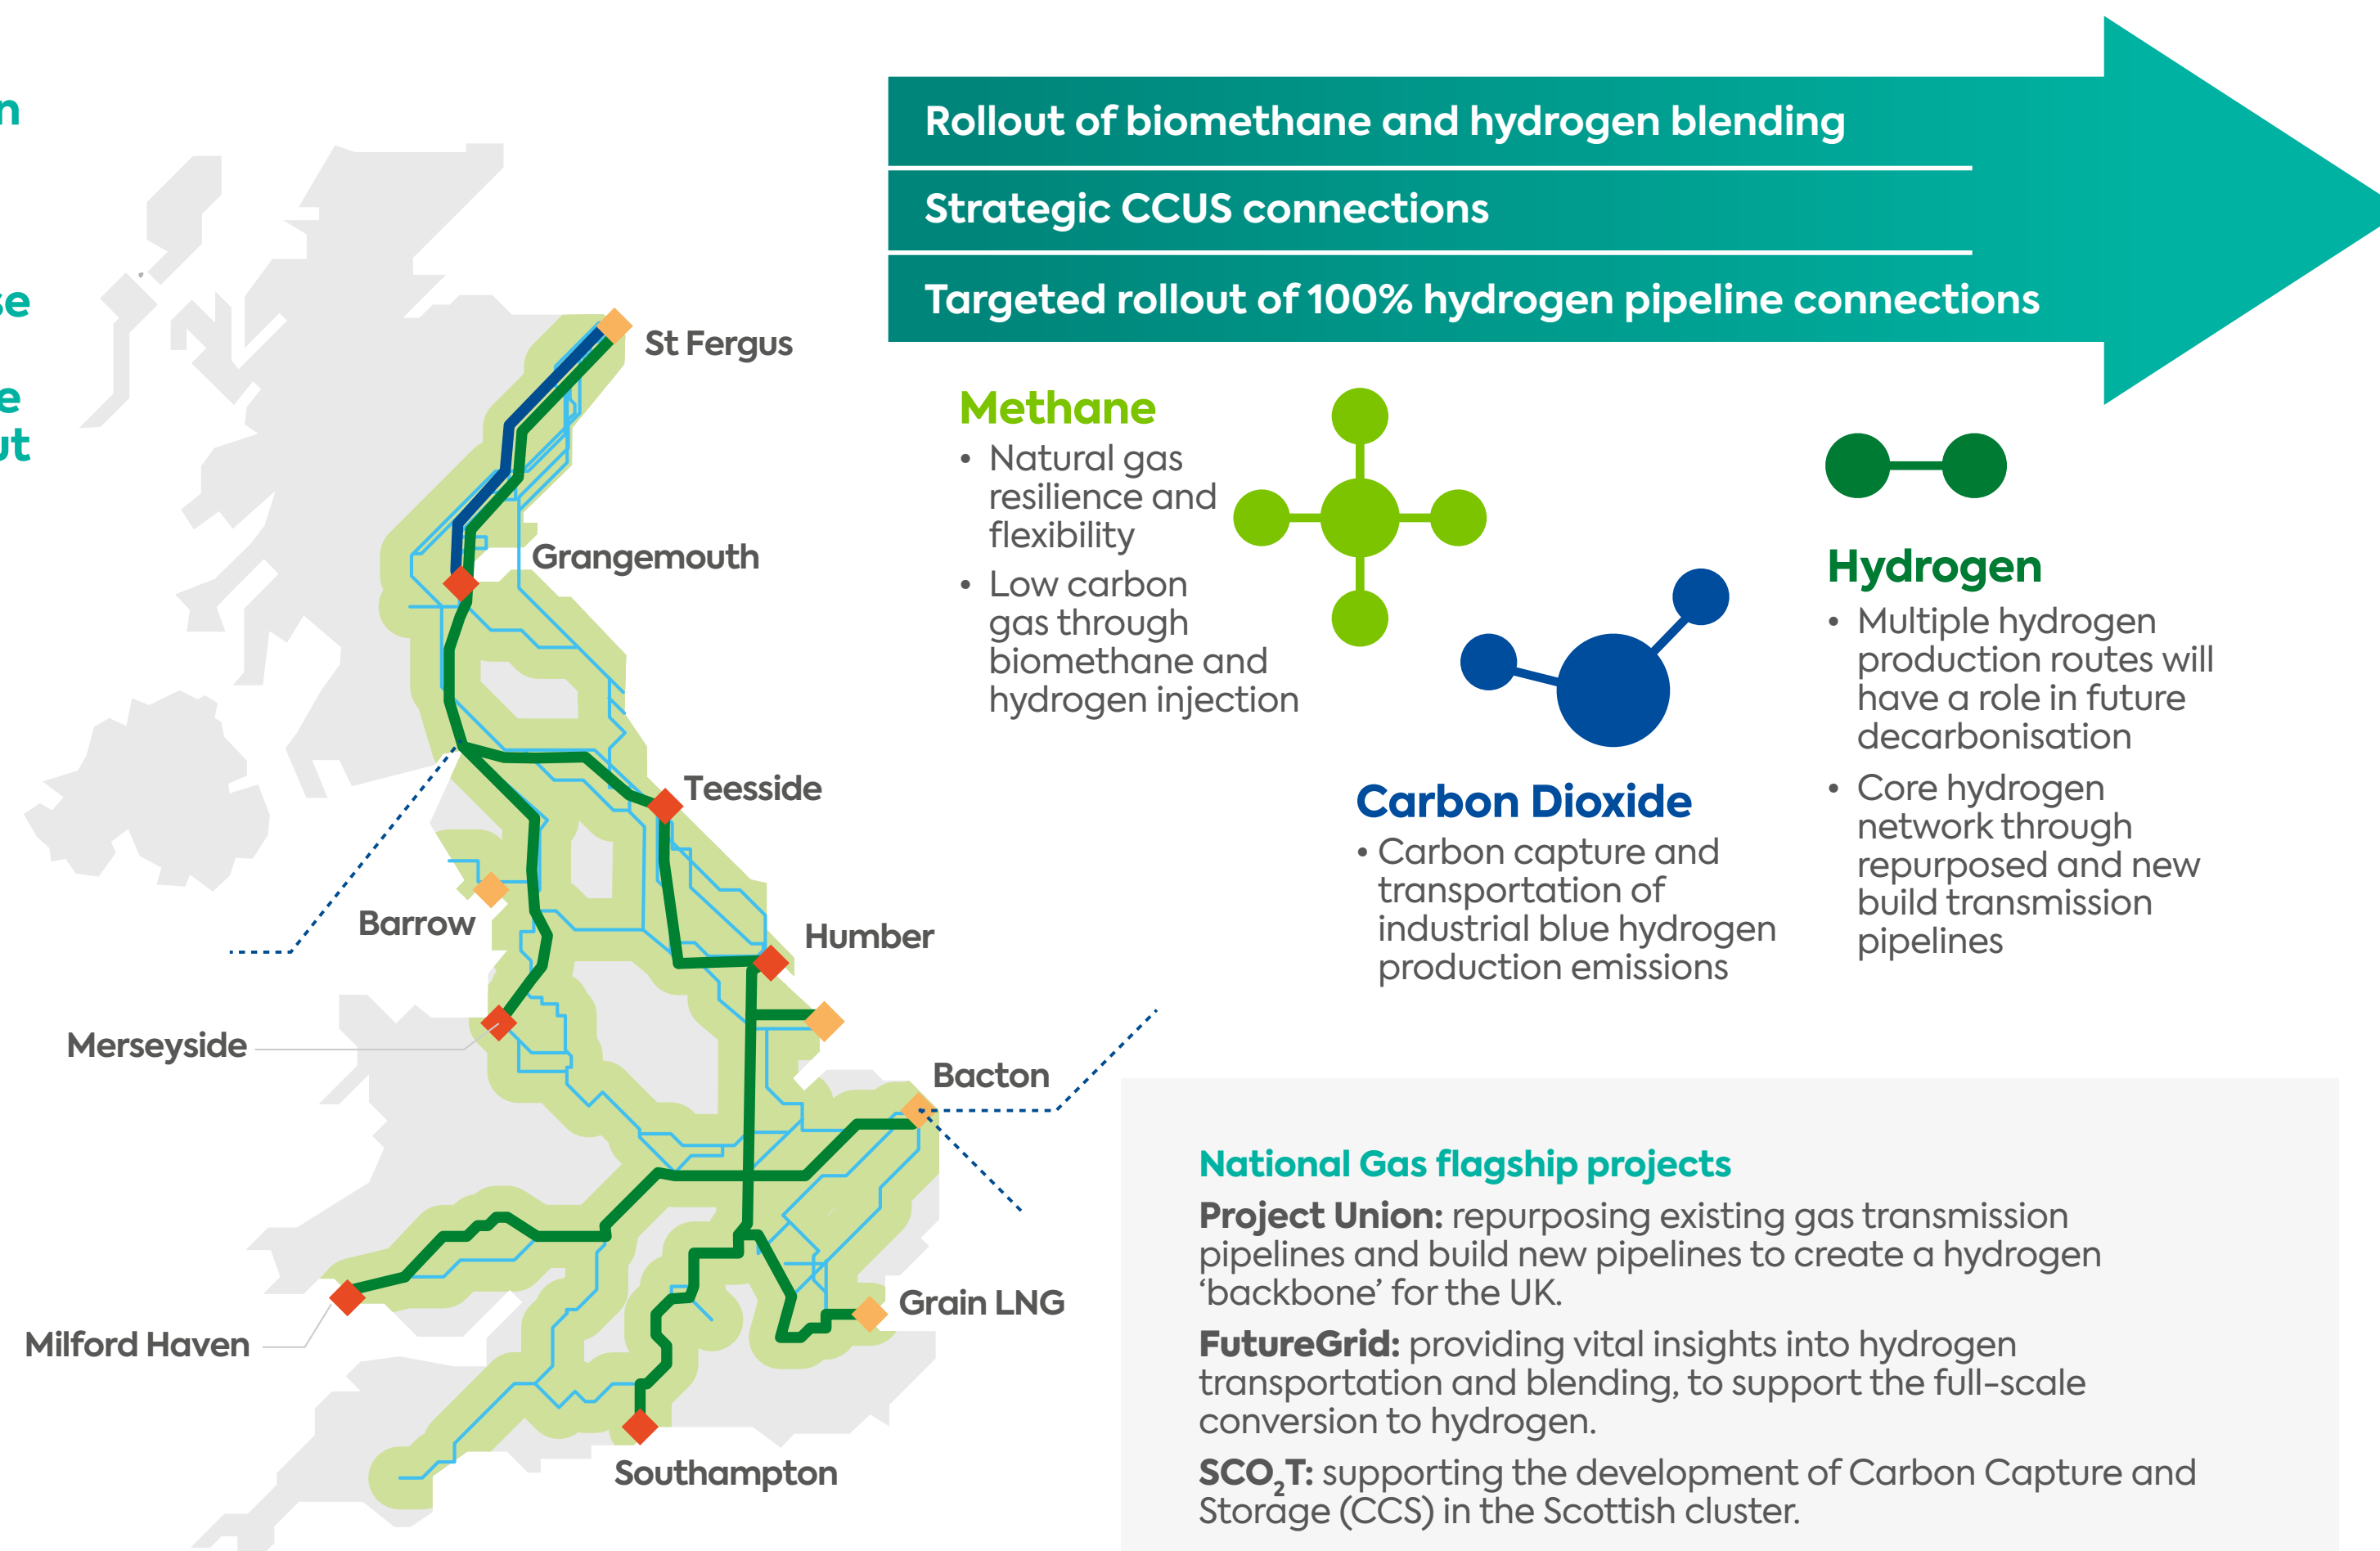 n
se
e
ut
Rollout of biomethane and hydrogen blending
Strategic CCUS connections
Targeted rollout of 100% hydrogen pipeline connections
St Fergus
Grangemouth
Teesside
Barrow
Humber
Merseyside
Bacton
Milford Haven
Grain LNG
Southampton
Methane
• Natural gas
resilience and
flexibility
• Low carbon
gas through
biomethane and
hydrogen injection
Carbon Dioxide
• Carbon capture and
transportation of
industrial blue hydrogen
production emissions
Hydrogen
• Multiple hydrogen
production routes will
have a role in future
decarbonisation
• Core hydrogen
network through
repurposed and new
build transmission
pipelines
National Gas flagship projects
Project Union: repurposing existing gas transmission
pipelines and build new pipelines to create a hydrogen
‘backbone’ for the UK.
FutureGrid: providing vital insights into hydrogen
transportation and blending, to support the full-scale
conversion to hydrogen.
SCO₂T: supporting the development of Carbon Capture and
Storage (CCS) in the Scottish cluster.